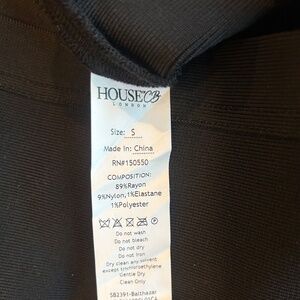 HOUSE CB
LONDON
Size: S
Made in: China
RN#150550
COMPOSITION:
89%Rayon
9%Nylon,1%Elastane
1%Polyester
Do not wash
Do not bleach
Do not dry
Do not Iron
Dry clean any solvent
except trichloroethylene
Gentle Dry
Clean Only
SB2391-Balthazar